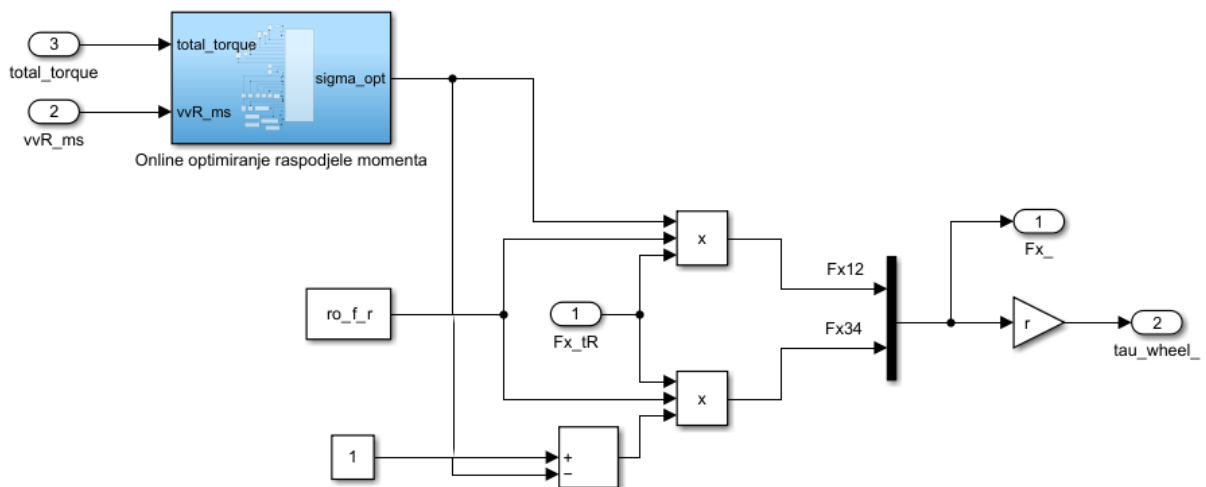 3
total_torque
total_torque
sigma_opt
2
vvR_ms
vvR_ms
Online optimiranje raspodjele momenta
x
1
Fx_
Fx12
ro_f_r
1
Fx_tR
r
2
tau_wheel_
Fx34
x
1
+
−